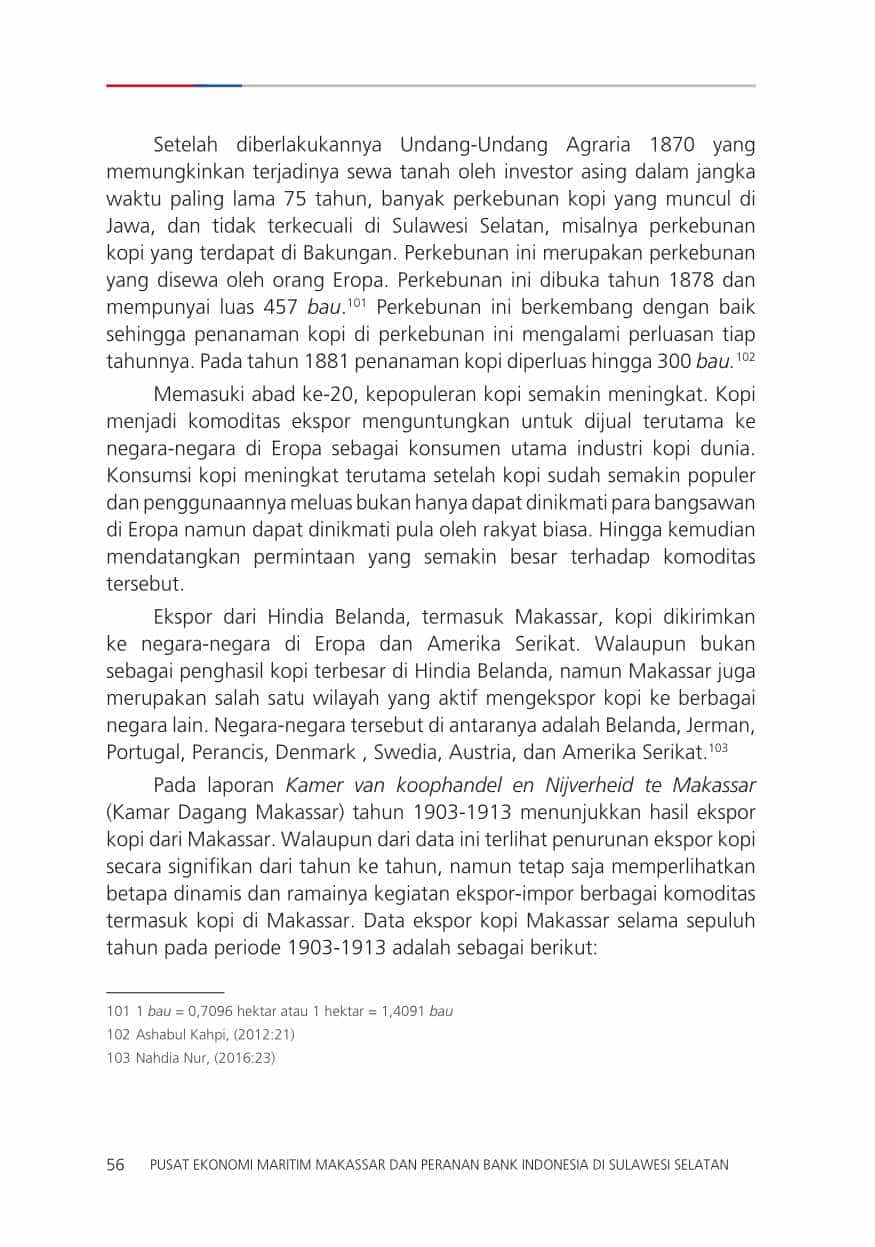 Setelah diberlakukannya Undang-Undang Agraria 1870 yang
memungkinkan terjadinya sewa tanah oleh investor asing dalam jangka
waktu paling lama 75 tahun, banyak perkebunan kopi yang muncul di
Jawa, dan tidak terkecuali di Sulawesi Selatan, misalnya perkebunan
kopi yang terdapat di Bakungan. Perkebunan ini merupakan perkebunan
yang disewa oleh orang Eropa. Perkebunan ini dibuka tahun 1878 dan
mempunyai luas 457 bau.101 Perkebunan ini berkembang dengan baik
sehingga penanaman kopi di perkebunan ini mengalami perluasan tiap
tahunnya. Pada tahun 1881 penanaman kopi diperluas hingga 300 bau.102
Memasuki abad ke-20, kepopuleran kopi semakin meningkat. Kopi
menjadi komoditas ekspor menguntungkan untuk dijual terutama ke
negara-negara di Eropa sebagai konsumen utama industri kopi dunia.
Konsumsi kopi meningkat terutama setelah kopi sudah semakin populer
dan penggunaannya meluas bukan hanya dapat dinikmati para bangsawan
di Eropa namun dapat dinikmati pula oleh rakyat biasa. Hingga kemudian
mendatangkan permintaan yang semakin besar terhadap komoditas
tersebut.
Ekspor dari Hindia Belanda, termasuk Makassar, kopi dikirimkan
ke negara-negara di Eropa dan Amerika Serikat. Walaupun bukan
sebagai penghasil kopi terbesar di Hindia Belanda, namun Makassar juga
merupakan salah satu wilayah yang aktif mengekspor kopi ke berbagai
negara lain. Negara-negara tersebut di antaranya adalah Belanda, Jerman,
Portugal, Perancis, Denmark , Swedia, Austria, dan Amerika Serikat.103
Pada laporan Kamer van koophandel en Nijverheid te Makassar
(Kamar Dagang Makassar) tahun 1903-1913 menunjukkan hasil ekspor
kopi dari Makassar. Walaupun dari data ini terlihat penurunan ekspor kopi
secara signifikan dari tahun ke tahun, namun tetap saja memperlihatkan
betapa dinamis dan ramainya kegiatan ekspor-impor berbagai komoditas
termasuk kopi di Makassar. Data ekspor kopi Makassar selama sepuluh
tahun pada periode 1903-1913 adalah sebagai berikut:
101 1 bau = 0,7096 hektar atau 1 hektar = 1,4091 bau
102 Ashabul Kahpi, (2012:21)
103 Nahdia Nur, (2016:23)
56 PUSAT EKONOMI MARITIM MAKASSAR DAN PERANAN BANK INDONESIA DI SULAWESI SELATAN